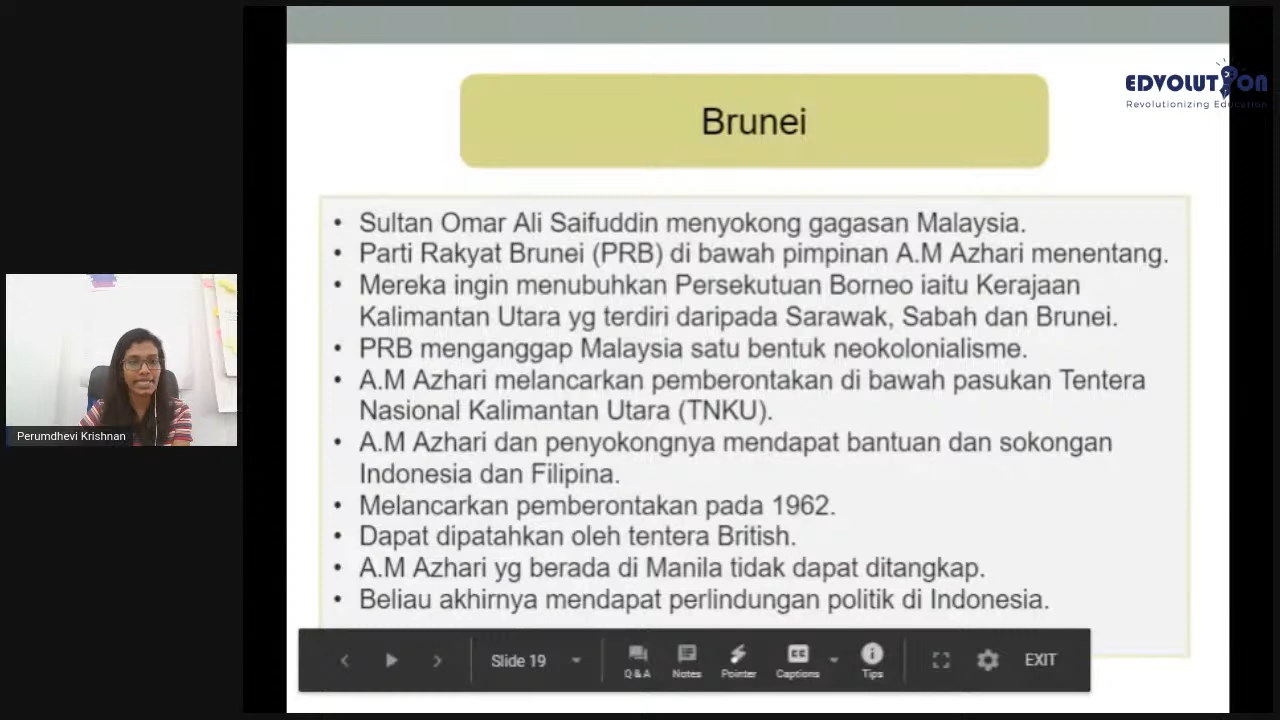 Brunei
EDVOLUTION
Revolutionizing Education
• Sultan Omar Ali Saifuddin menyokong gagasan Malaysia.
• Parti Rakyat Brunei (PRB) di bawah pimpinan A.M Azhari menentang.
• Mereka ingin menubuhkan Persekutuan Borneo iaitu Kerajaan
Kalimantan Utara yg terdiri daripada Sarawak, Sabah dan Brunei.
• PRB menganggap Malaysia satu bentuk neokolonialisme.
• A.M Azhari melancarkan pemberontakan di bawah pasukan Tentera
Nasional Kalimantan Utara (TNKU).
• A.M Azhari dan penyokongnya mendapat bantuan dan sokongan
Indonesia dan Filipina.
• Melancarkan pemberontakan pada 1962.
• Dapat dipatahkan oleh tentera British.
• A.M Azhari yg berada di Manila tidak dapat ditangkap.
• Beliau akhirnya mendapat perlindungan politik di Indonesia.
Perumdhevi Krishnan
Slide 19
Q & A
Notes
Pointer
CC
Captions
Tips
EXIT